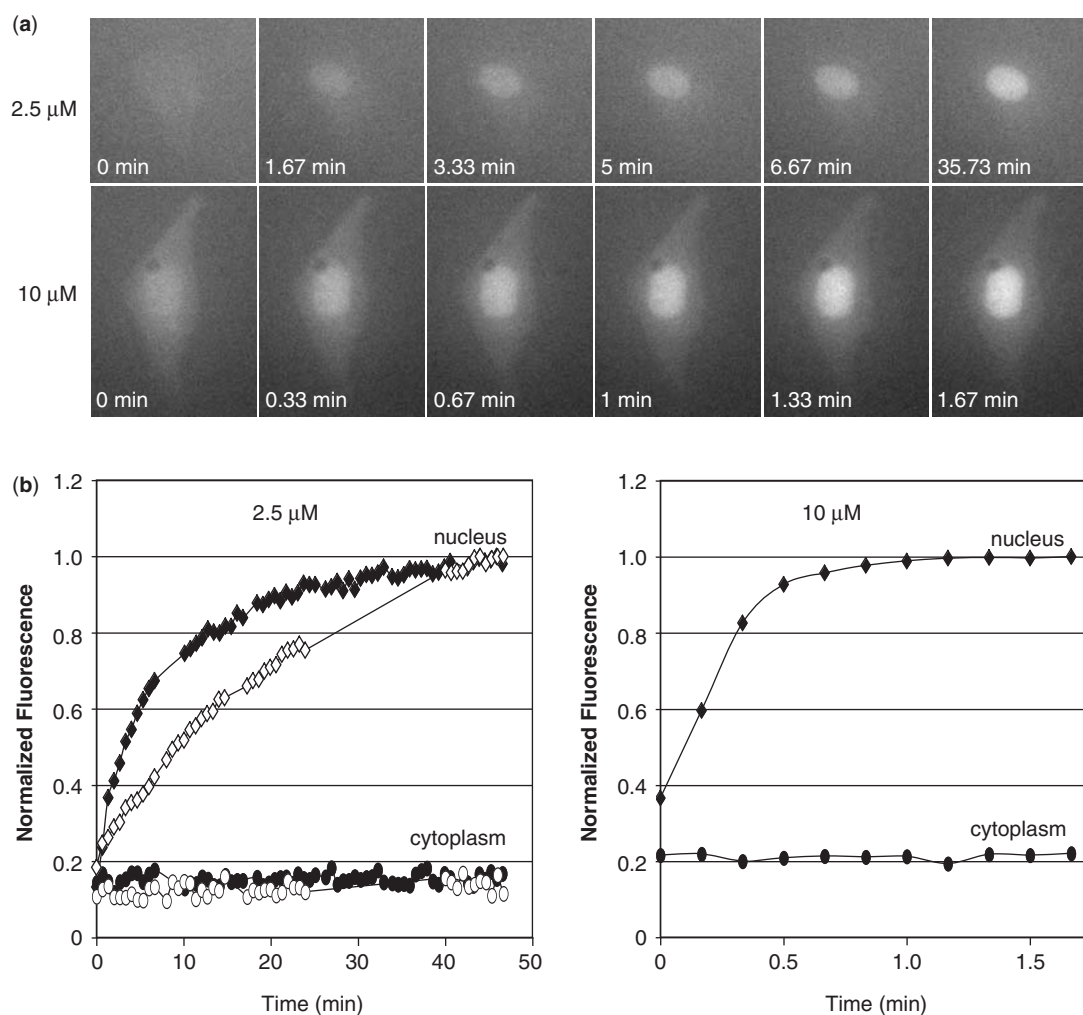 (a)
2.5 μM
0 min
1.67 min
3.33 min
5 min
6.67 min
35.73 min
10 μM
0 min
0.33 min
0.67 min
1 min
1.33 min
1.67 min
(b)
Normalized Fluorescence
1.2
1.0
0.8
0.6
0.4
0.2
0
2.5 μM
nucleus
cytoplasm
0 10 20 30 40 50
Time (min)
Normalized Fluorescence
1.2
1.0
0.8
0.6
0.4
0.2
0
10 μM
nucleus
cytoplasm
0 0.5 1.0 1.5
Time (min)